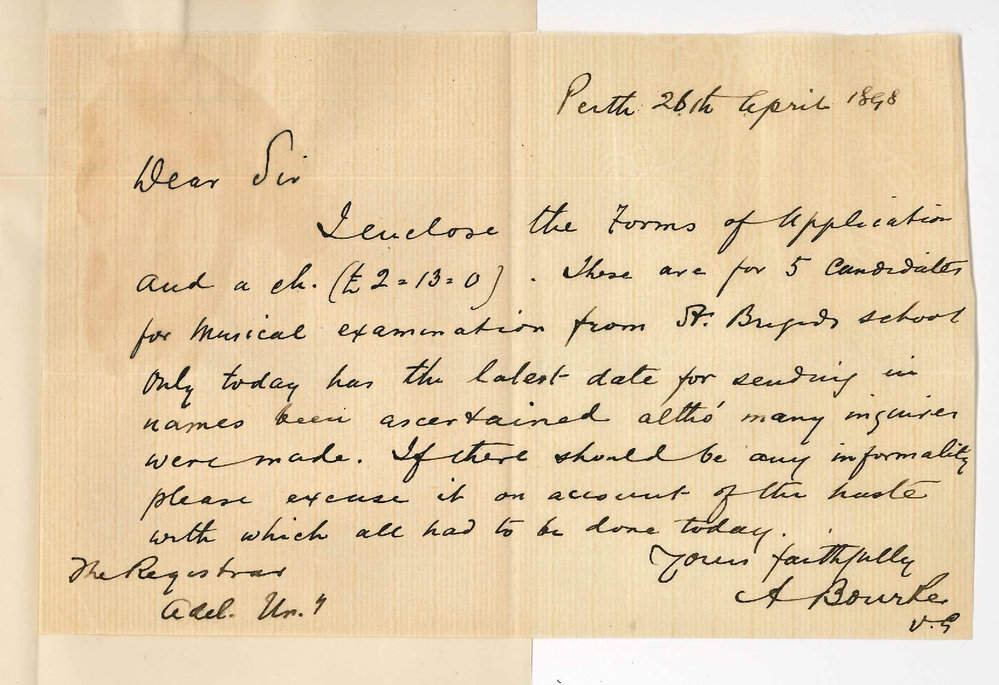 Perth 26th April 1898
Dear Sir
I enclose the Forms of Application
and a ch. (£2=13=0). These are for 5 Candidates
for Musical examination from St. Brigids school
Only today has the latest date for sending in
names been ascertained altho' many inquiries
were made. If there should be any informality
please excuse it on account of the haste
with which all had to be done today.
Yours faithfully
A Bourke
V.G
The Registrar
Adel. Un.y